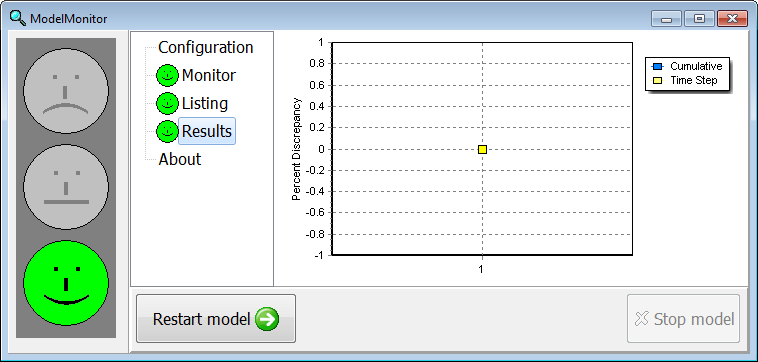 ModelMonitor
Configuration
Monitor
Listing
Results
About
Percent Discrepancy
1
0.8
0.6
0.4
0.2
0
-0.2
-0.4
-0.6
-0.8
-1
1
Cumulative
Time Step
Restart model
Stop model